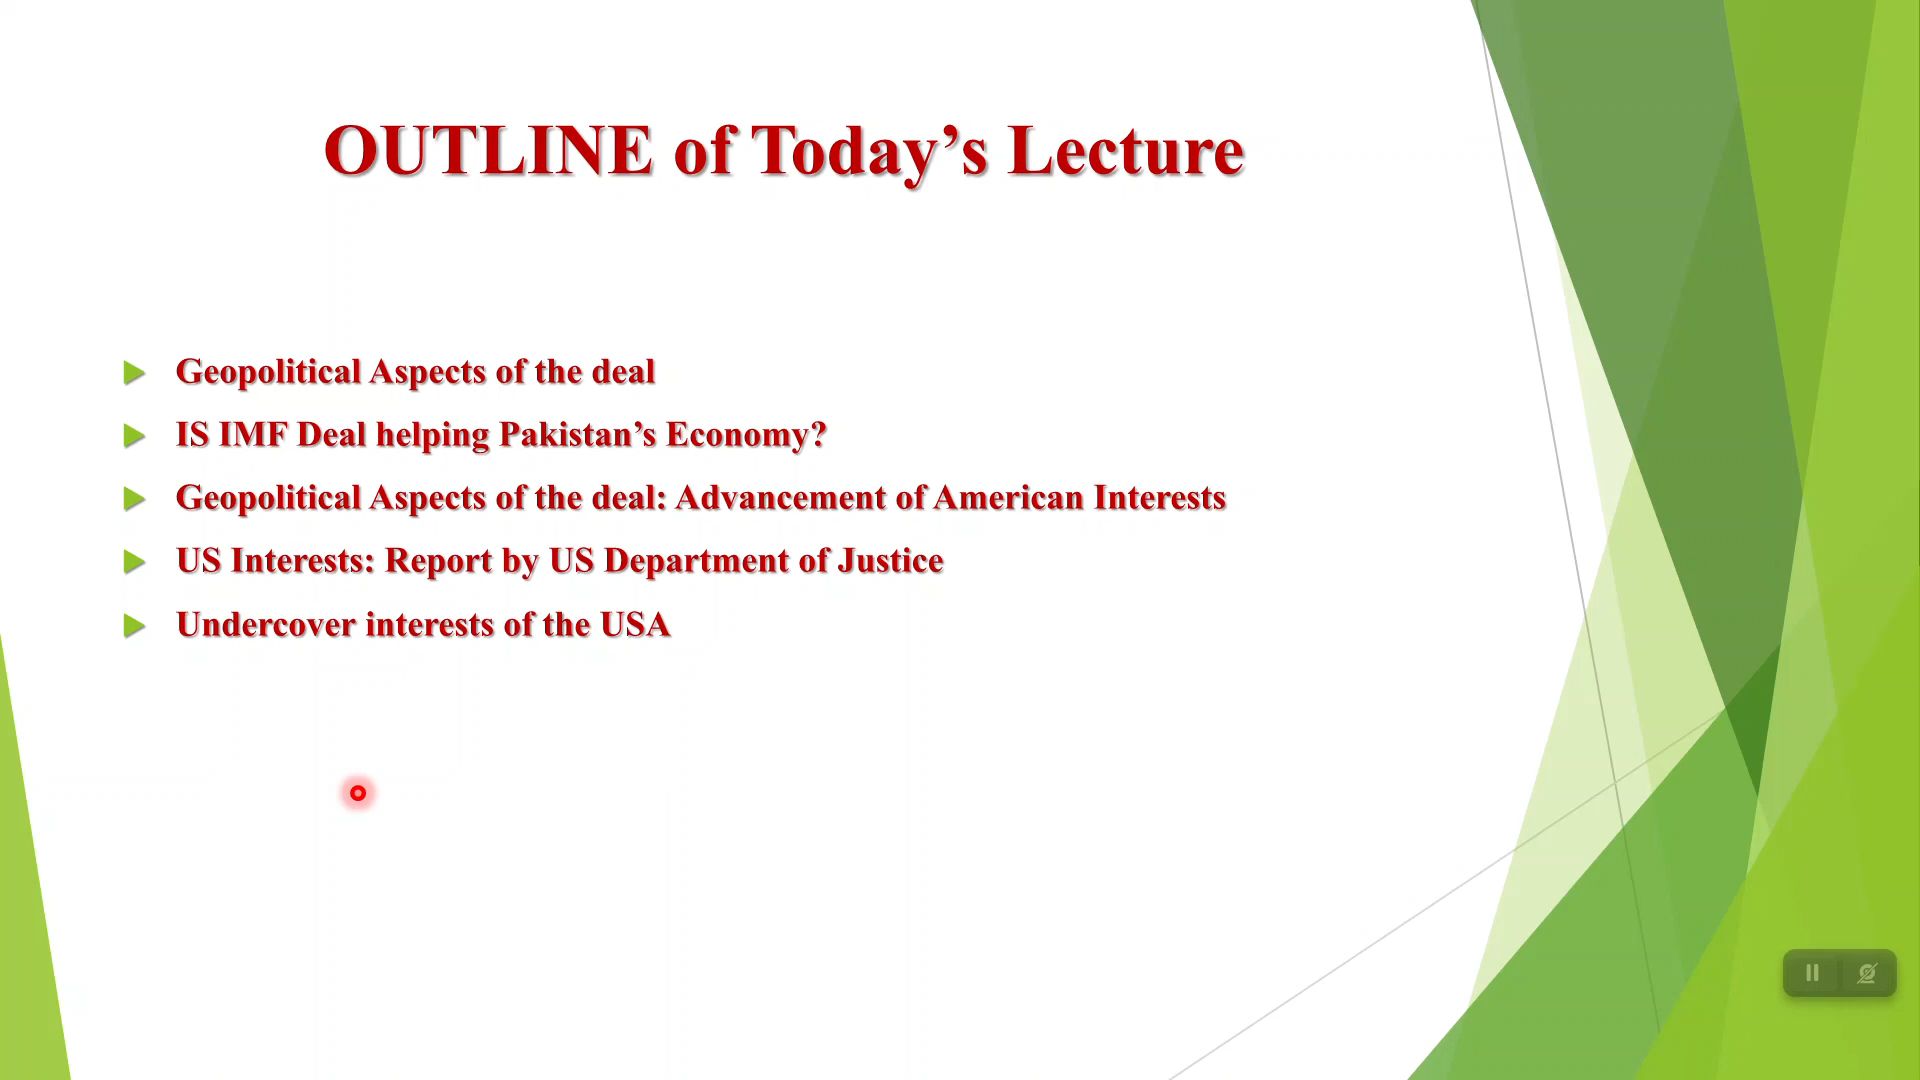 OUTLINE of Today’s Lecture
Geopolitical Aspects of the deal
IS IMF Deal helping Pakistan’s Economy?
Geopolitical Aspects of the deal: Advancement of American Interests
US Interests: Report by US Department of Justice
Undercover interests of the USA